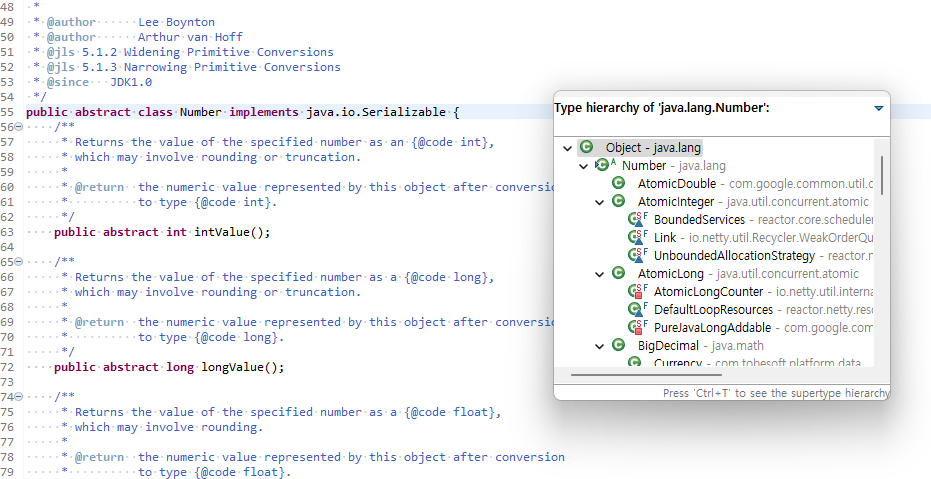 48 *
49 * @author Lee Boynton
50 * @author Arthur van Hoff
51 * @jls 5.1.2 Widening Primitive Conversions
52 * @jls 5.1.3 Narrowing Primitive Conversions
53 * @since JDK1.0
54 */
55 public abstract class Number implements java.io.Serializable {
56 /**
57 * Returns the value of the specified number as an {@code int},
58 * which may involve rounding or truncation.
59 *
60 * @return the numeric value represented by this object after conversio
61 * to type {@code int}.
62 */
63 public abstract int intValue();
64
65 /**
66 * Returns the value of the specified number as a {@code long},
67 * which may involve rounding or truncation.
68 *
69 * @return the numeric value represented by this object after conversio
70 * to type {@code long}.
71 */
72 public abstract long longValue();
73
74 /**
75 * Returns the value of the specified number as a {@code float},
76 * which may involve rounding.
77 *
78 * @return the numeric value represented by this object after conversion
79 * to type {@code float}.
Type hierarchy of 'java.lang.Number':
Object - java.lang
Number - java.lang
AtomicDouble - com.google.common.util.c
AtomicInteger - java.util.concurrent.atomic
BoundedServices - reactor.core.scheduler
Link - io.netty.util.Recycler.WeakOrderQu
UnboundedAllocationStrategy - reactor.n
AtomicLong - java.util.concurrent.atomic
AtomicLongCounter - io.netty.util.interna
DefaultLoopResources - reactor.netty.res
PureJavaLongAddable - com.google.com
BigDecimal - java.math
Currency - com.tobesoft.platform.data
Press 'Ctrl+T' to see the supertype hierarchy